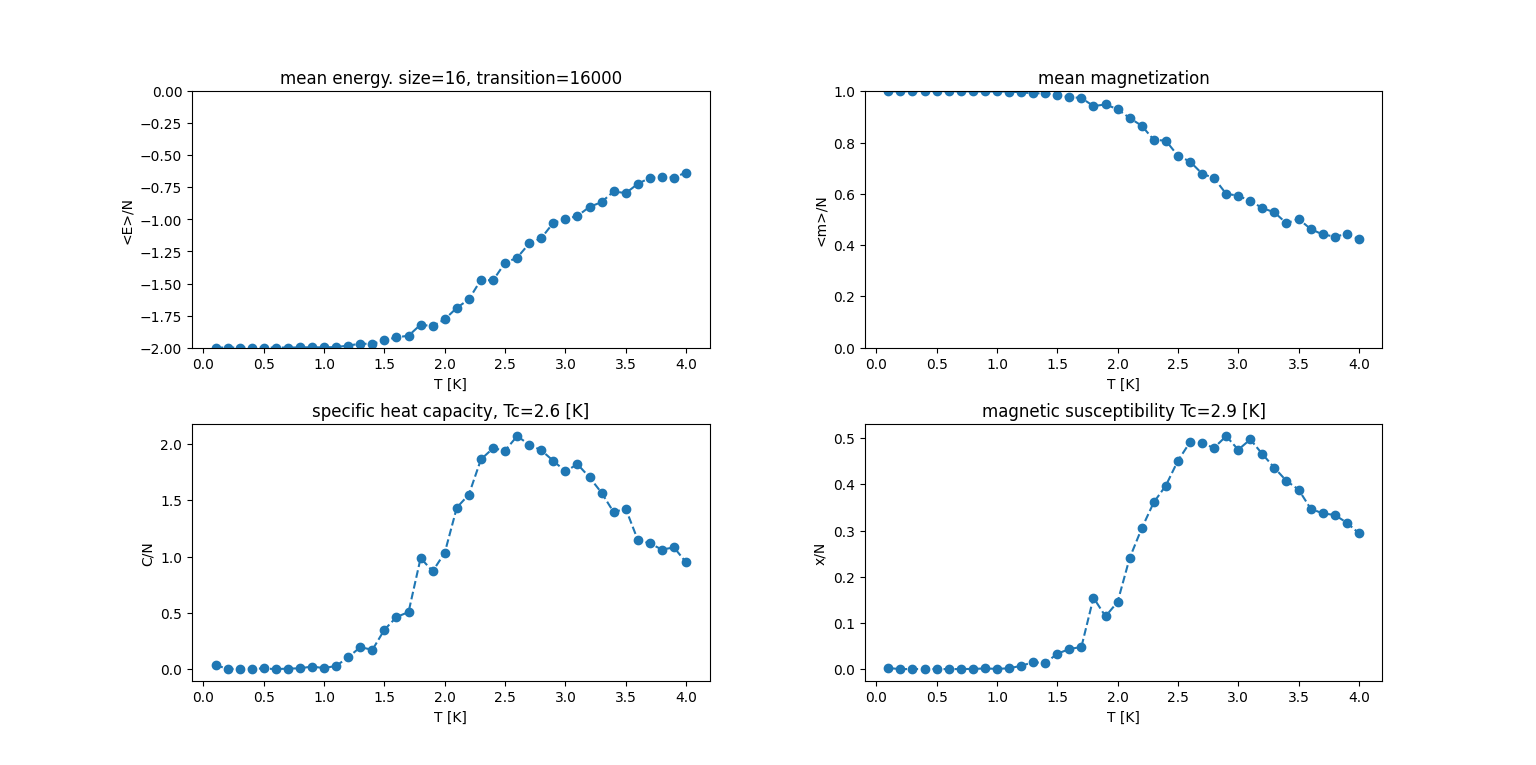 mean energy. size=16, transition=16000
0.00
−0.25
−0.50
−0.75
−1.00
−1.25
−1.50
−1.75
−2.00
<E>/N
0.0 0.5 1.0 1.5 2.0 2.5 3.0 3.5 4.0
T [K]
mean magnetization
1.0
0.8
0.6
0.4
0.2
0.0
<m>/N
0.0 0.5 1.0 1.5 2.0 2.5 3.0 3.5 4.0
T [K]
specific heat capacity, Tc=2.6 [K]
2.0
1.5
1.0
0.5
0.0
C/N
0.0 0.5 1.0 1.5 2.0 2.5 3.0 3.5 4.0
T [K]
magnetic susceptibility Tc=2.9 [K]
0.5
0.4
0.3
0.2
0.1
0.0
x/N
0.0 0.5 1.0 1.5 2.0 2.5 3.0 3.5 4.0
T [K]